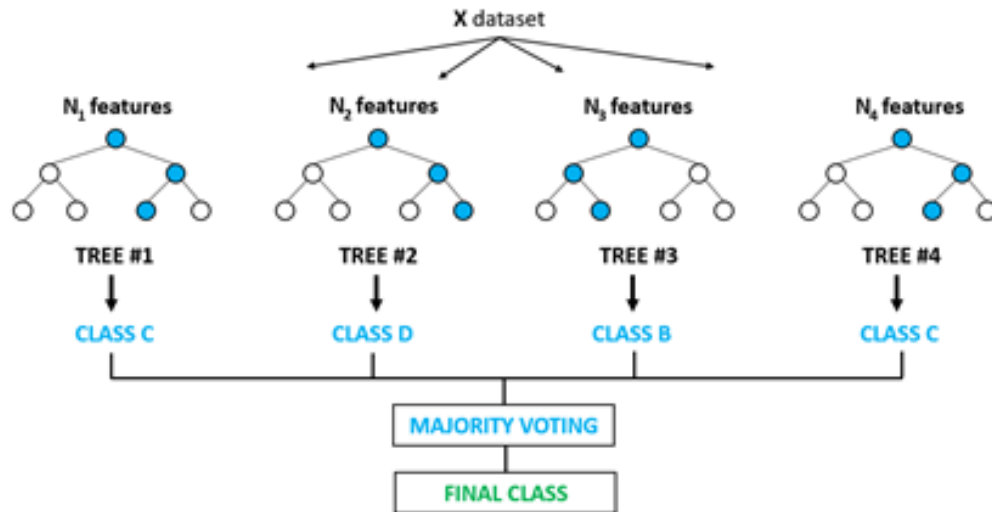 X dataset
N₁ features
N₂ features
N₃ features
N₄ features
TREE #1
TREE #2
TREE #3
TREE #4
CLASS C
CLASS D
CLASS B
CLASS C
MAJORITY VOTING
FINAL CLASS